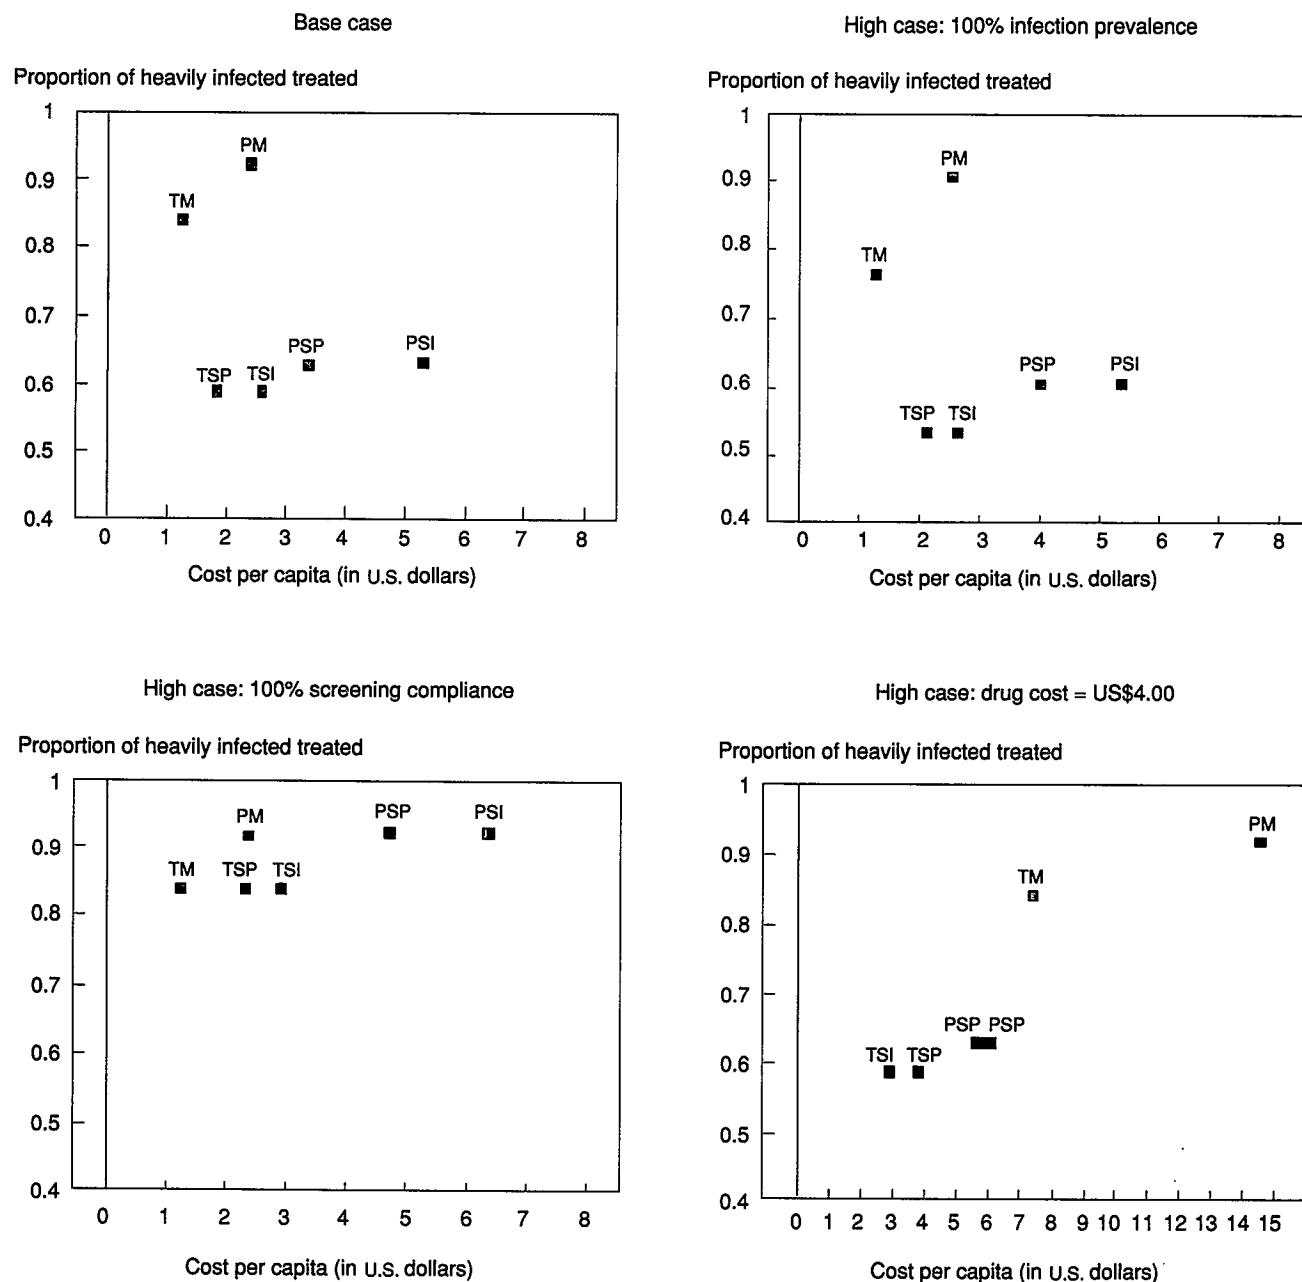 Base case
Proportion of heavily infected treated
1
PM
0.9
TM
0.8
0.7
PSP
PSI
TSP
TSI
0.6
0.5
0.4
0 1 2 3 4 5 6 7 8
Cost per capita (in U.S. dollars)
High case: 100% infection prevalence
Proportion of heavily infected treated
1
PM
0.9
TM
0.8
0.7
PSP
PSI
0.6
TSP
TSI
0.5
0.4
0 1 2 3 4 5 6 7 8
Cost per capita (in U.S. dollars)
High case: 100% screening compliance
Proportion of heavily infected treated
1
PM
PSP
PSI
0.9
TM
TSP
TSI
0.8
0.7
0.6
0.5
0.4
0 1 2 3 4 5 6 7 8
Cost per capita (in U.S. dollars)
High case: drug cost = US$4.00
Proportion of heavily infected treated
1
PM
0.9
TM
0.8
0.7
PSP PSP
TSI
TSP
0.6
0.5
0.4
0 1 2 3 4 5 6 7 8 9 10 11 12 13 14 15
Cost per capita (in U.S. dollars)